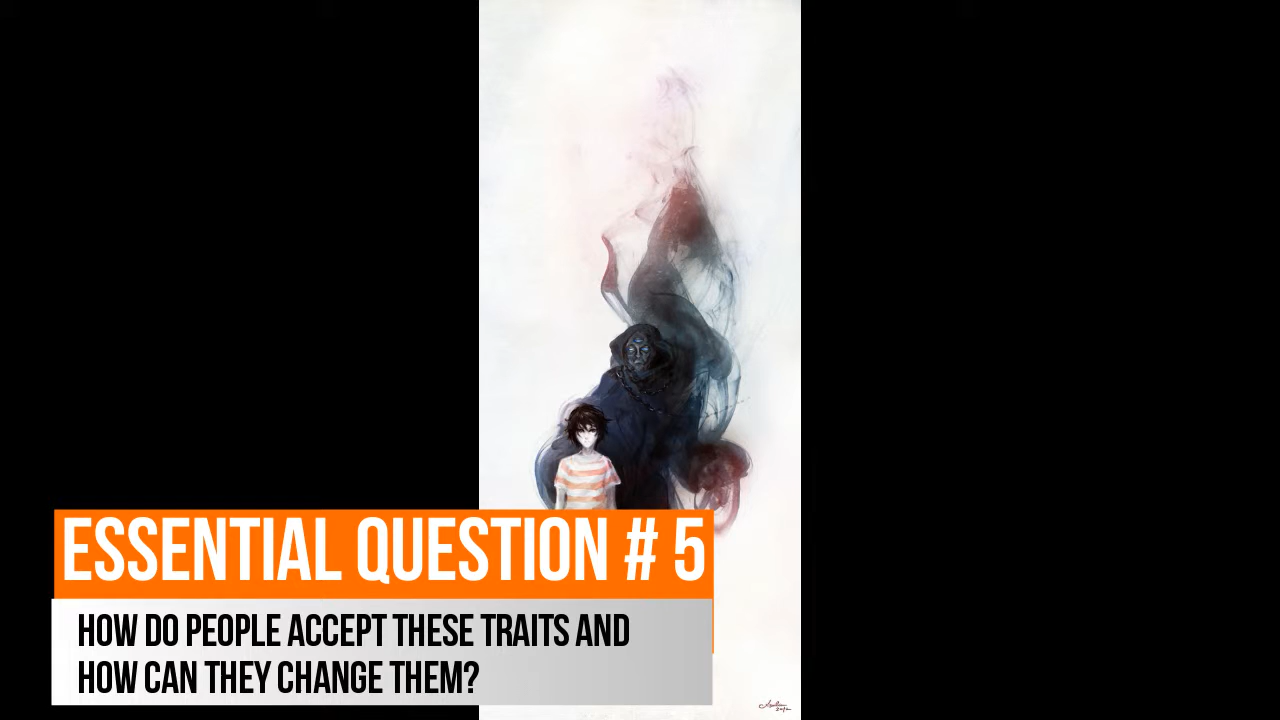 ESSENTIAL QUESTION # 5
HOW DO PEOPLE ACCEPT THESE TRAITS AND
HOW CAN THEY CHANGE THEM?